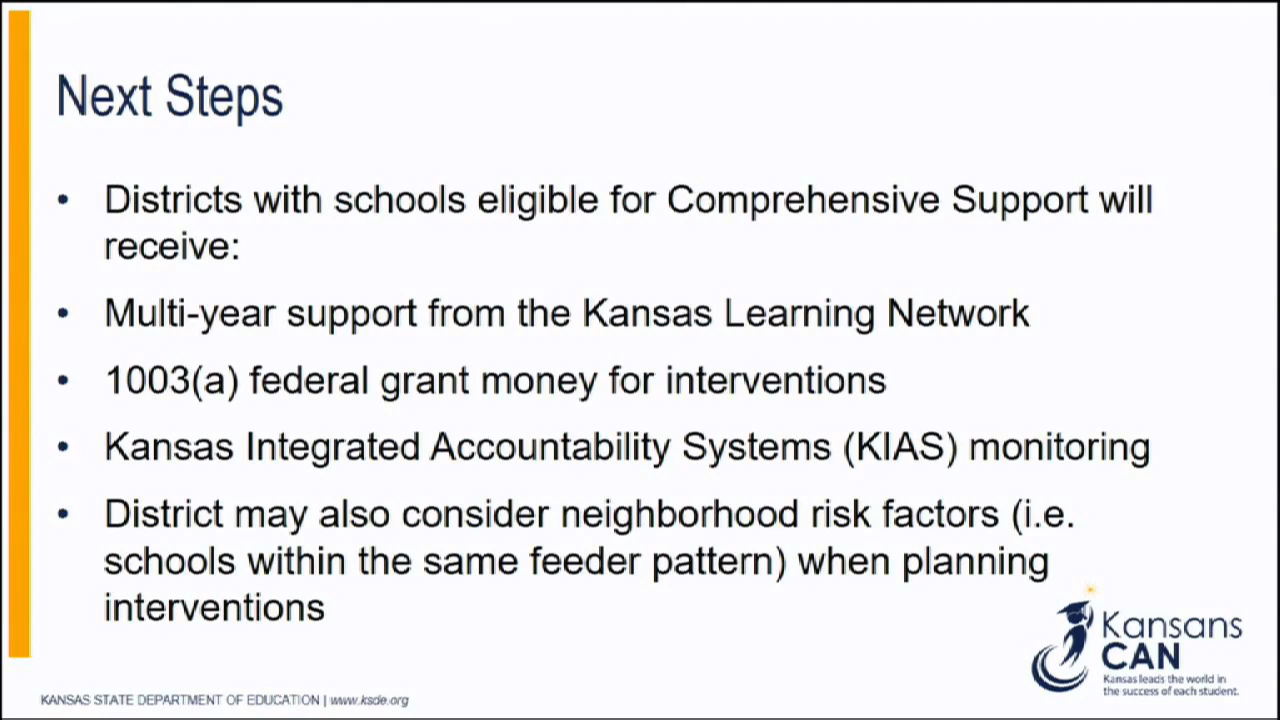 Next Steps
• Districts with schools eligible for Comprehensive Support will
receive:
• Multi-year support from the Kansas Learning Network
• 1003(a) federal grant money for interventions
• Kansas Integrated Accountability Systems (KIAS) monitoring
• District may also consider neighborhood risk factors (i.e.
schools within the same feeder pattern) when planning
interventions
Kansans
CAN
Kansas leads the world in
the success of each student.
KANSAS STATE DEPARTMENT OF EDUCATION | www.ksde.org